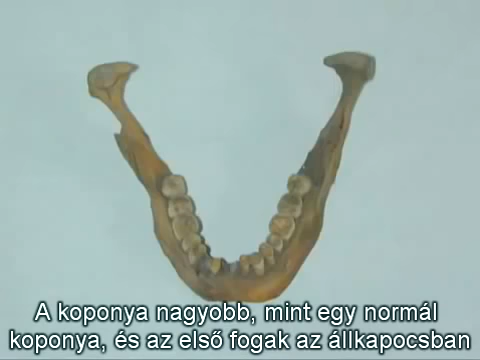 A koponya nagyobb, mint egy normál
koponya, és az első fogak az állkapocsban